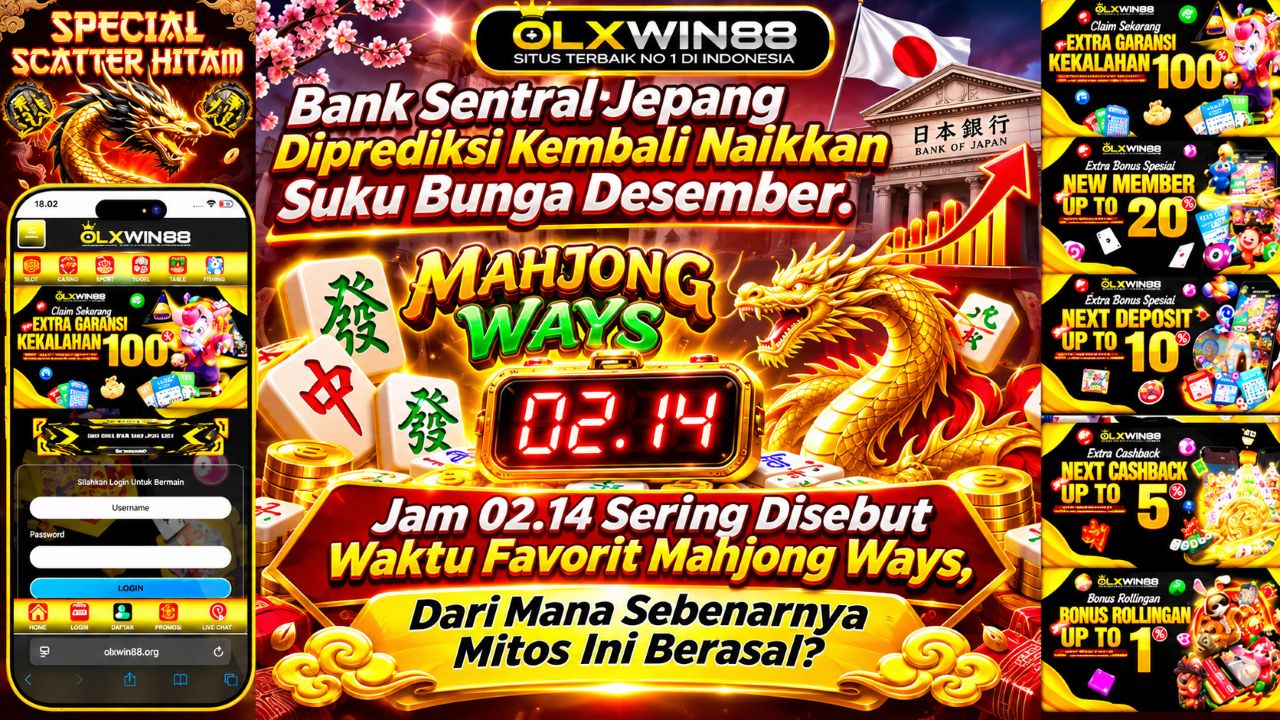 SPECIAL
SCATTER HITAM
18.02
OLXWIN88
SLOT
CASINO
SPORT
TOGEL
TABLE
FISHING
OLXWIN88
Claim Sekarang
EXTRA GARANSI
KEKALAHAN 100%
Silahkan Login Untuk Bermain
Username
Password
LOGIN
HOME
LOGIN
DAFTAR
PROMOSI
LIVE CHAT
olxwin88.org
OLXWIN88
SITUS TERBAIK NO 1 DI INDONESIA
Bank Sentral Jepang
Diprediksi Kembali Naikkan
Suku Bunga Desember.
日本銀行
BANK OF JAPAN
MAHJONG
WAYS
發
中
發
02.14
Jam 02.14 Sering Disebut
Waktu Favorit Mahjong Ways,
Dari Mana Sebenarnya
Mitos Ini Berasal?
OLXWIN88
Claim Sekarang
EXTRA GARANSI
KEKALAHAN 100%
OLXWIN88
Extra Bonus Spesial
NEW MEMBER
UP TO 20%
OLXWIN88
Extra Bonus Spesial
NEXT DEPOSIT
UP TO 10%
OLXWIN88
Extra Cashback
NEXT CASHBACK
UP TO 5%
OLXWIN88
Bonus Rollingan
BONUS ROLLINGAN
UP TO 1%